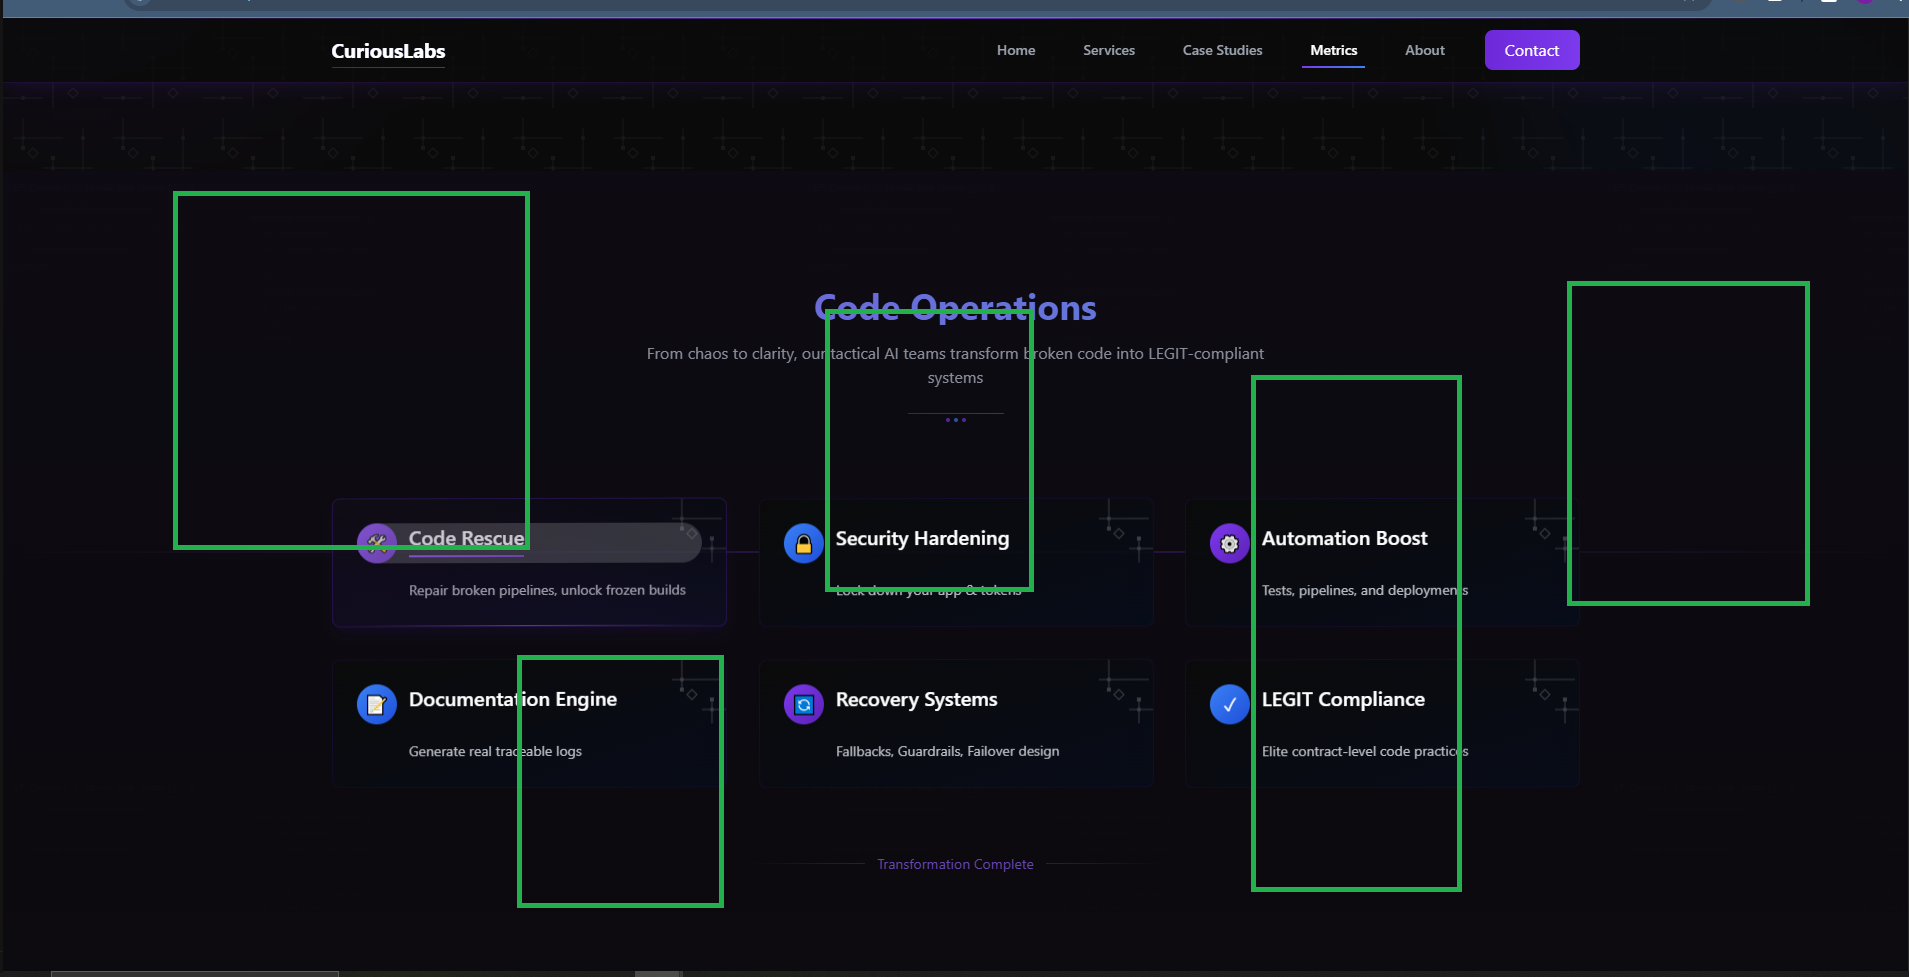 CuriousLabs
Home
Services
Case Studies
Metrics
About
Contact
Code Operations
From chaos to clarity, our tactical AI teams transform broken code into LEGIT-compliant
systems
Code Rescue
Repair broken pipelines, unlock frozen builds
Security Hardening
Lock down your app & tokens
Automation Boost
Tests, pipelines, and deployments
Documentation Engine
Generate real traceable logs
Recovery Systems
Fallbacks, Guardrails, Failover design
LEGIT Compliance
Elite contract-level code practices
Transformation Complete